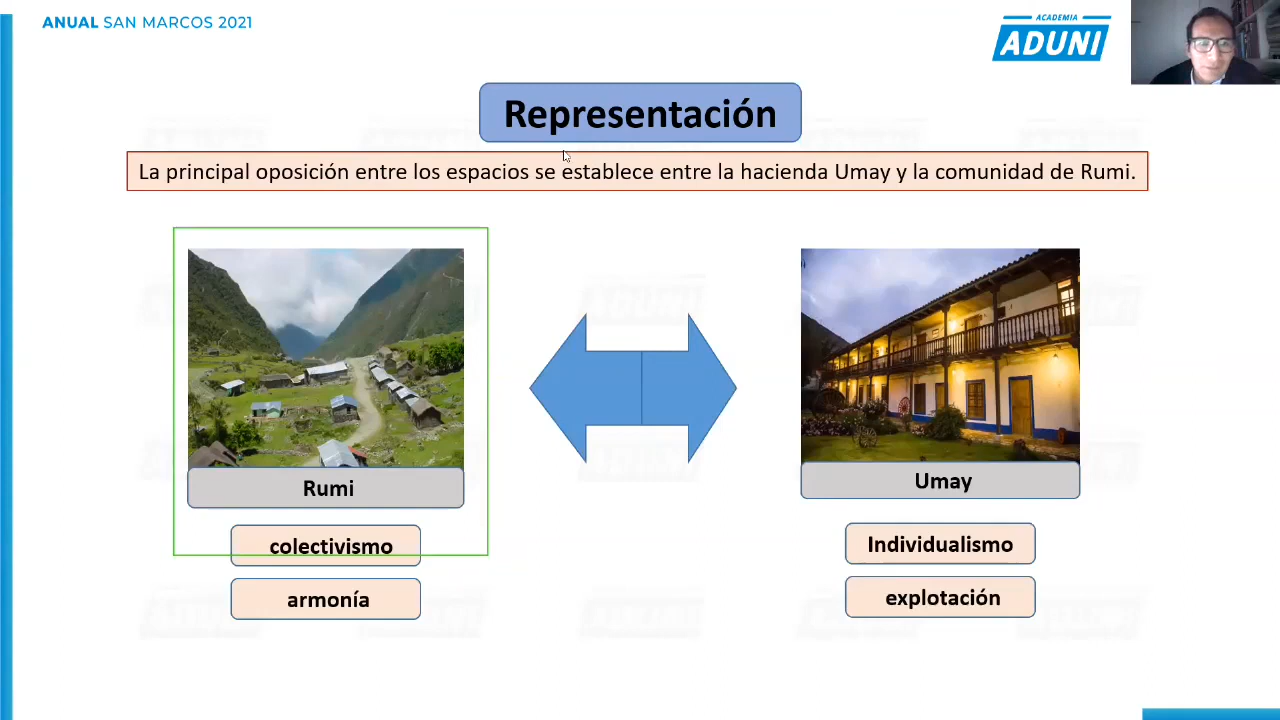 ANUAL SAN MARCOS 2021
ACADEMIA
ADUNI
Representación
La principal oposición entre los espacios se establece entre la hacienda Umay y la comunidad de Rumi.
Rumi
Umay
colectivismo
Individualismo
armonía
explotación